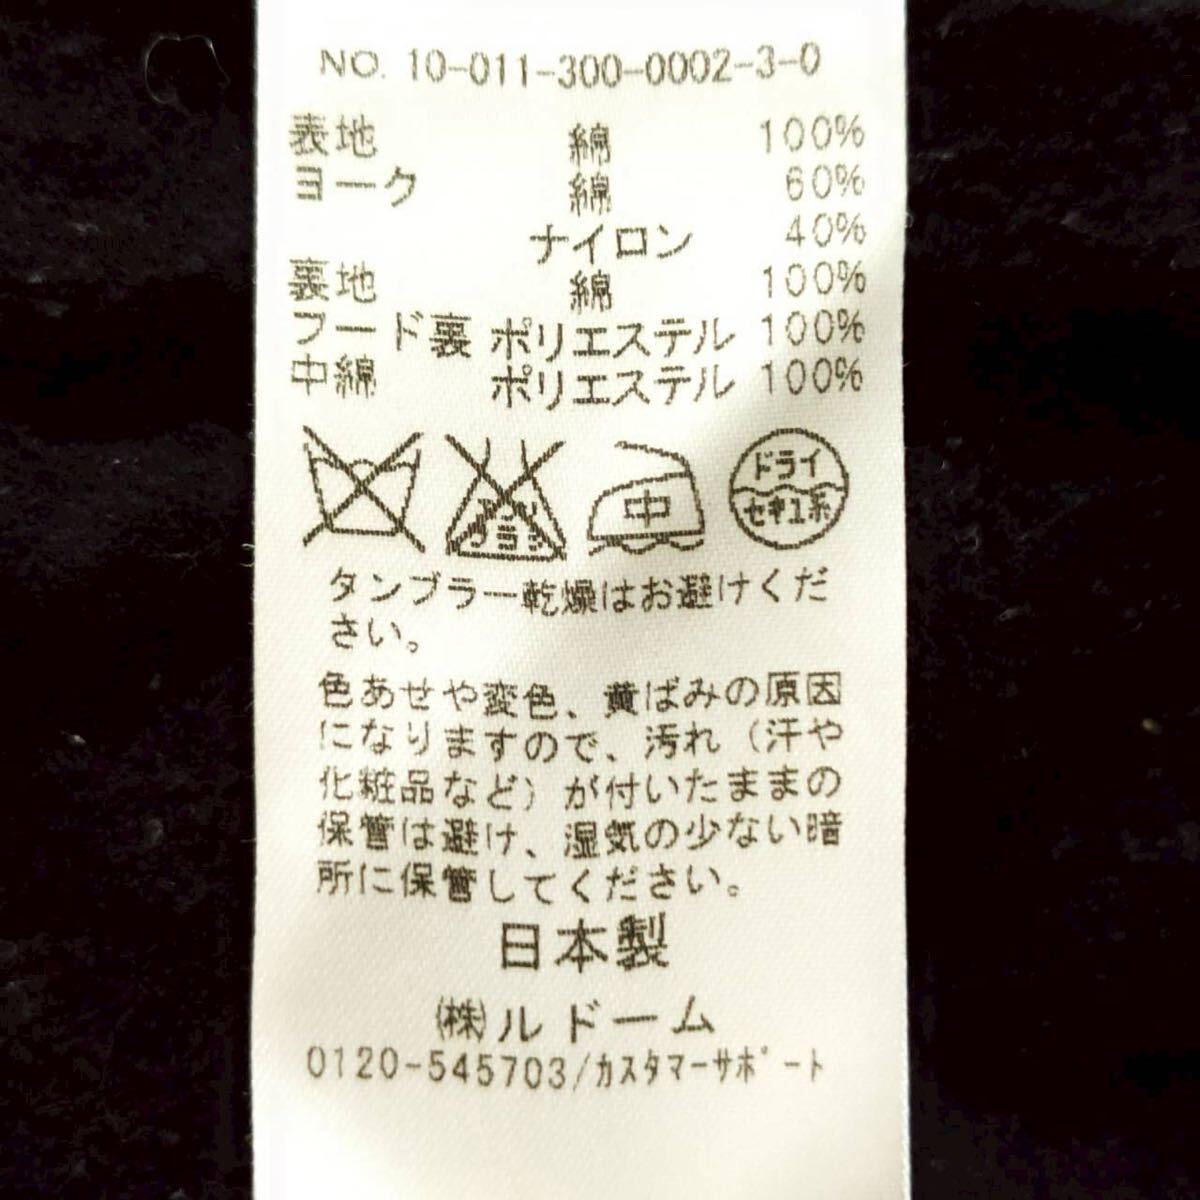 NO. 10-011-300-0002-3-0
表地 綿 100%
ヨーク 綿 60%
ナイロン 40%
裏地 綿 100%
フード裏 ポリエステル 100%
中綿 ポリエステル 100%
エンソ
サラシ
中
ドライ
セキユ系
タンブラー乾燥はお避けくだ
さい。
色あせや変色、黄ばみの原因
になりますので、汚れ（汗や
化粧品など）が付いたままの
保管は避け、湿気の少ない暗
所に保管してください。
日本製
㈱ルドーム
0120-545703/カスタマーサポート